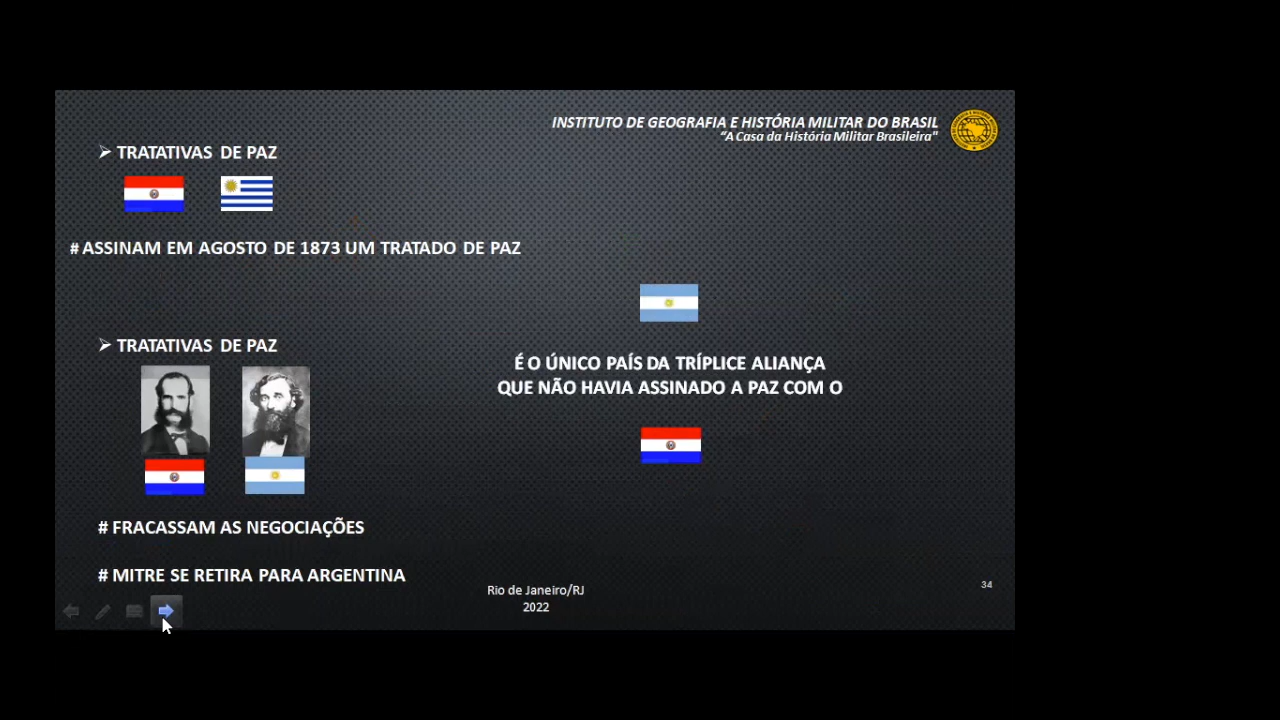 INSTITUTO DE GEOGRAFIA E HISTÓRIA MILITAR DO BRASIL
“A Casa da História Militar Brasileira"
TRATATIVAS DE PAZ
# ASSINAM EM AGOSTO DE 1873 UM TRATADO DE PAZ
TRATATIVAS DE PAZ
# FRACASSAM AS NEGOCIAÇÕES
# MITRE SE RETIRA PARA ARGENTINA
É O ÚNICO PAÍS DA TRÍPLICE ALIANÇA
QUE NÃO HAVIA ASSINADO A PAZ COM O
Rio de Janeiro/RJ
2022
34